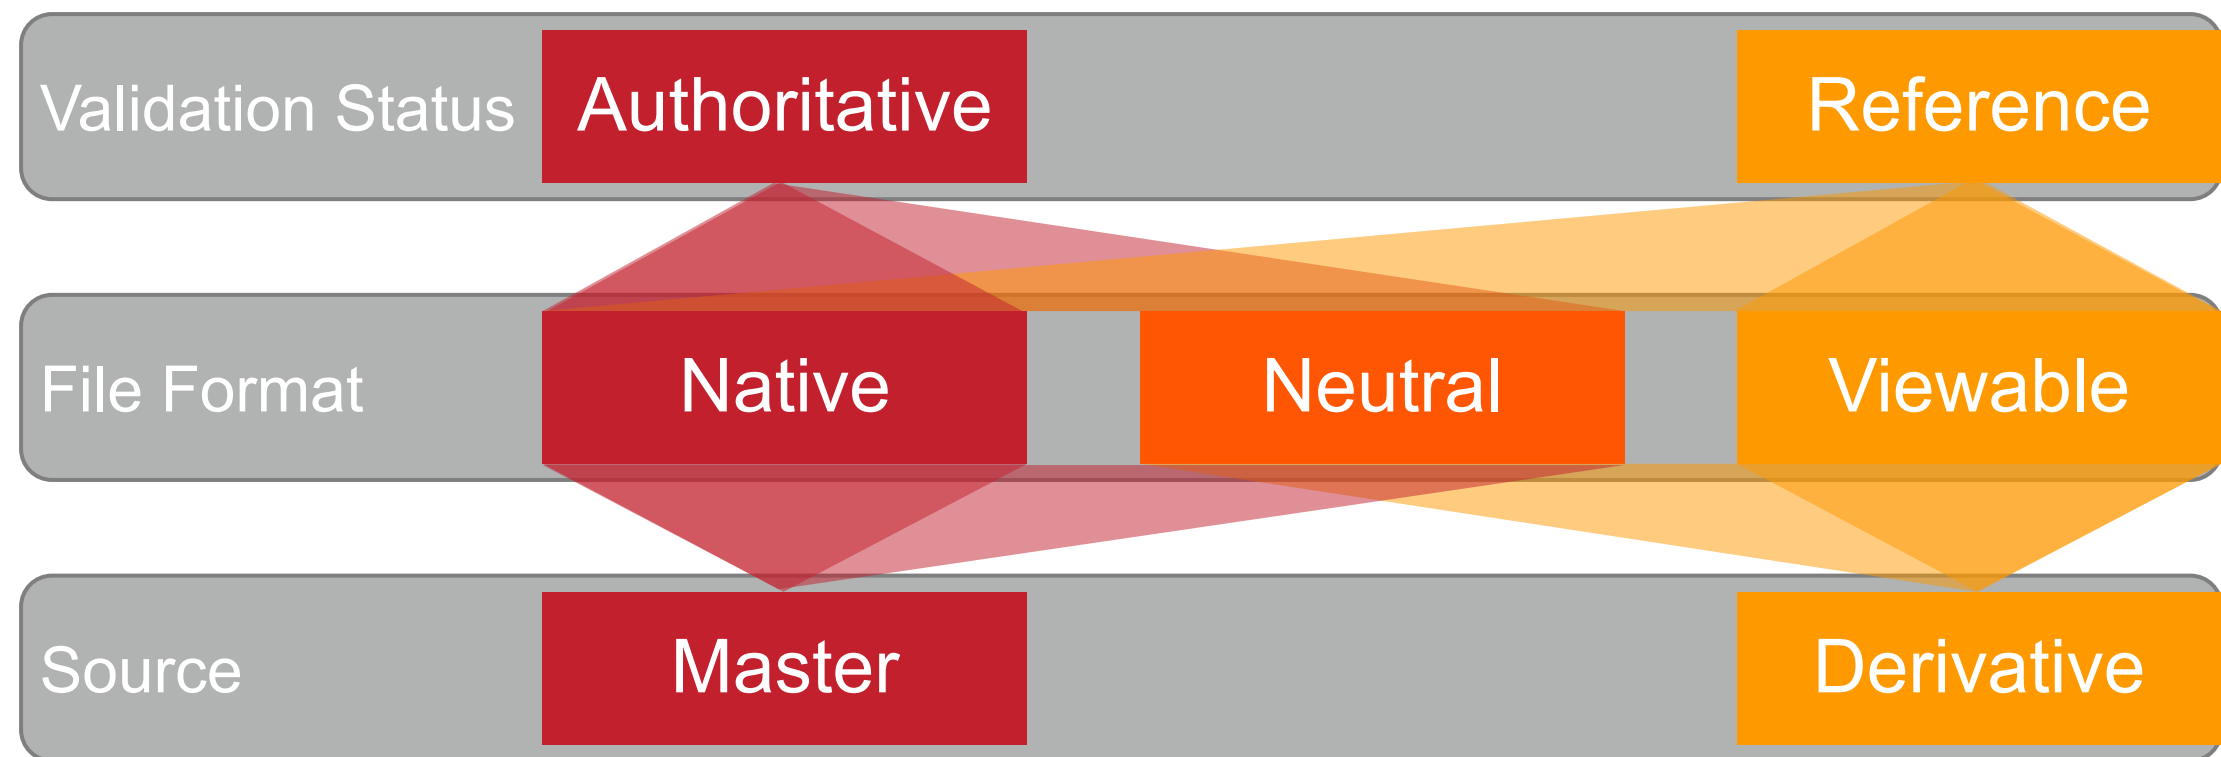 Validation Status Authoritative Reference
File Format Native Neutral Viewable
Source Master Derivative